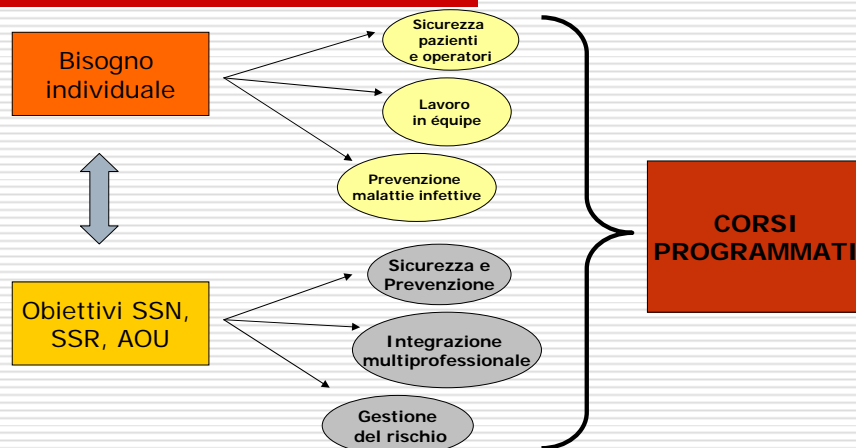 Bisogno
individuale
Sicurezza
pazienti
e operatori
Lavoro
in équipe
Prevenzione
malattie infettive
Obiettivi SSN,
SSR, AOU
Sicurezza e
Prevenzione
Integrazione
multiprofessionale
Gestione
del rischio
CORSI
PROGRAMMATI